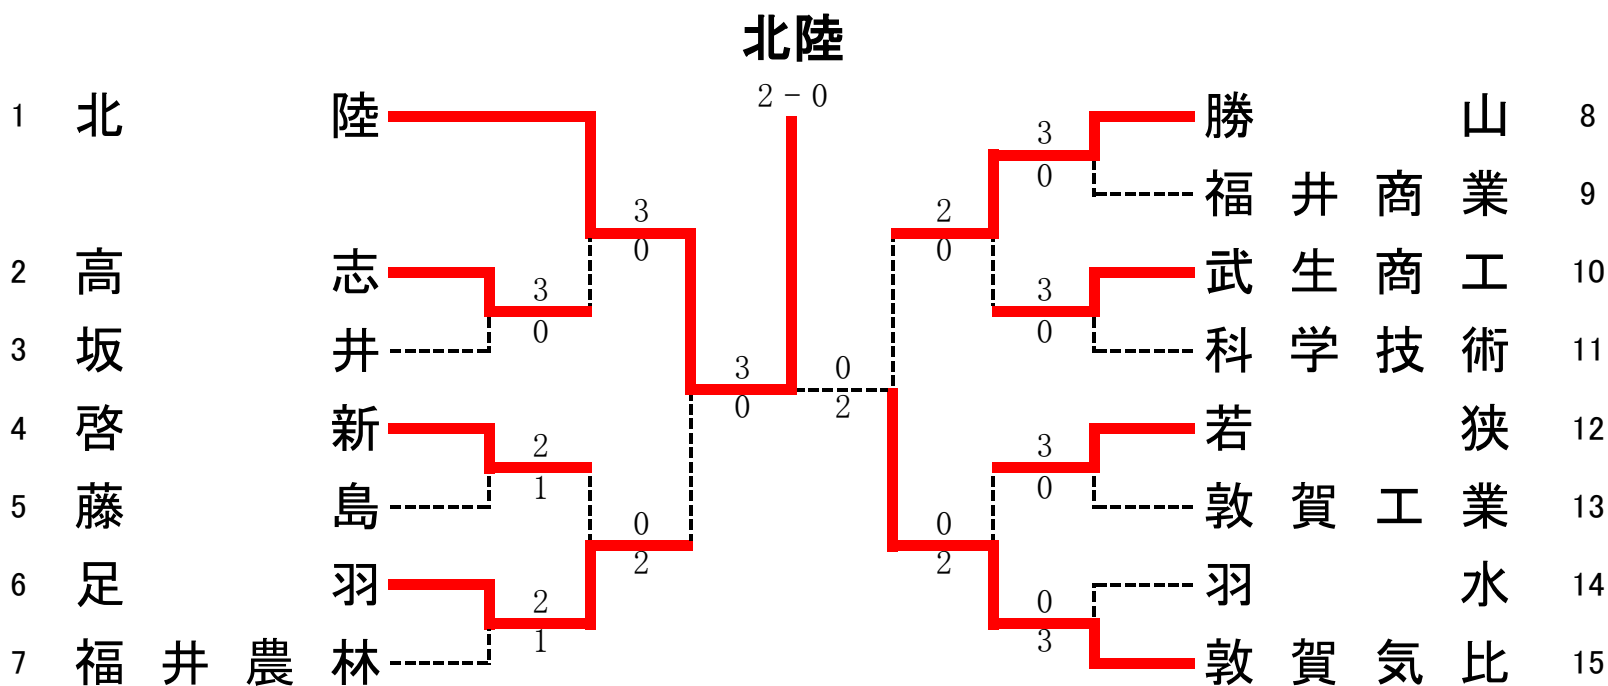 北陸
2－0
1 北陸 3 0
2 高志 3 0
3 坂井
4 啓新 2 1
5 藤島
6 足羽 2 1
7 福井農林
0 2
3 0
0 2
8 勝山 3 0
9 福井商業
2 0
10 武生商工 3 0
11 科学技術
12 若狭 3 0
13 敦賀工業
0 2
14 羽水 0 3
15 敦賀気比